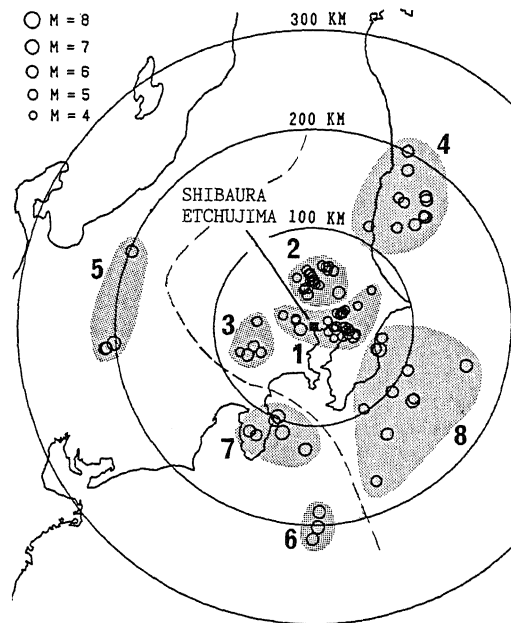 M = 8
M = 7
M = 6
M = 5
M = 4
300 KM
200 KM
SHIBAURA
ETCHUJIMA
100 KM
4
2
5
3
1
7
8
6